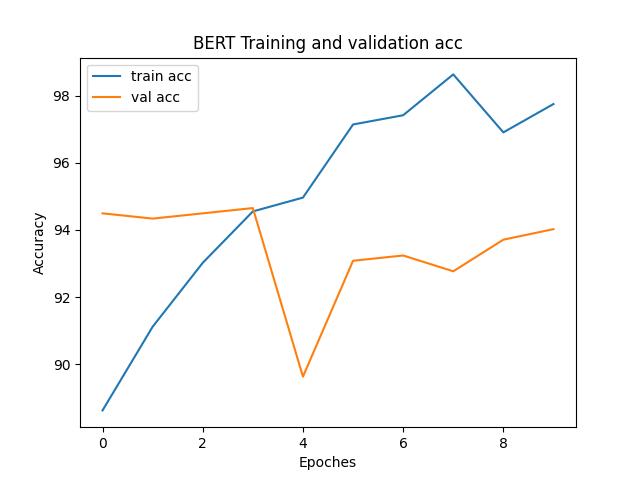 BERT Training and validation acc
train acc
val acc
98
96
94
92
90
Accuracy
0 2 4 6 8
Epoches